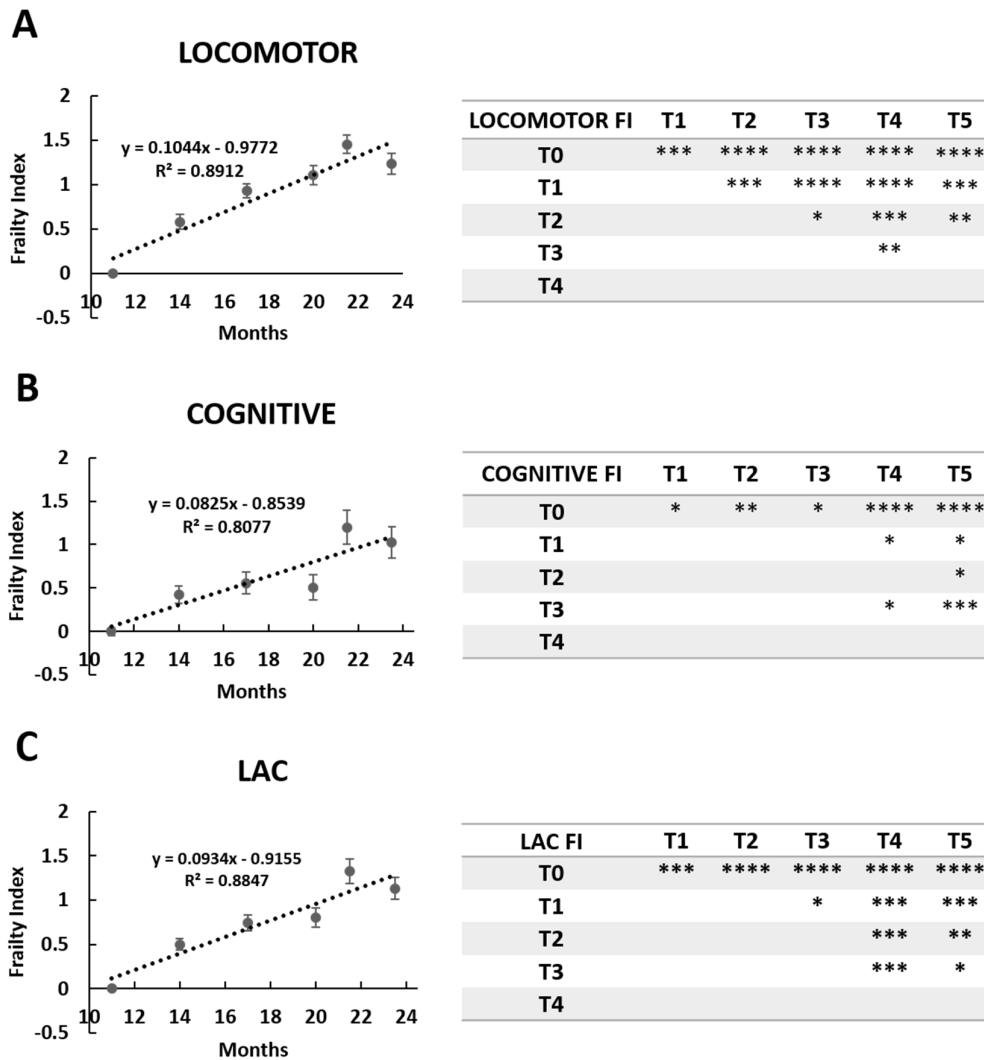 A
LOCOMOTOR
2
1.5
1
0.5
0
-0.5
Frailty Index
y = 0.1044x - 0.9772
R² = 0.8912
10 12 14 16 18 20 22 24
Months
LOCOMOTOR FI T1 T2 T3 T4 T5
T0 *** **** **** **** ****
T1 *** **** **** ***
T2 * *** **
T3 **
T4
B
COGNITIVE
2
1.5
1
0.5
0
-0.5
Frailty Index
y = 0.0825x - 0.8539
R² = 0.8077
10 12 14 16 18 20 22 24
Months
COGNITIVE FI T1 T2 T3 T4 T5
T0 * ** * **** ****
T1 * *
T2 *
T3 * ***
T4
C
LAC
2
1.5
1
0.5
0
-0.5
Frailty Index
y = 0.0934x - 0.9155
R² = 0.8847
10 12 14 16 18 20 22 24
Months
LAC FI T1 T2 T3 T4 T5
T0 *** **** **** **** ****
T1 * *** ***
T2 *** **
T3 *** *
T4